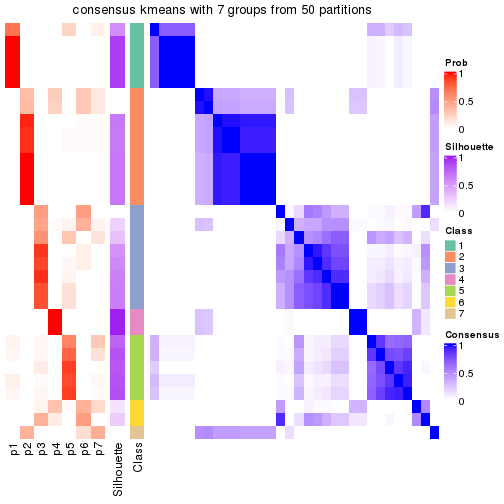 consensus kmeans with 7 groups from 50 partitions
Prob
1
0.5
0
Silhouette
1
0.5
0
Class
1
2
3
4
5
6
7
Consensus
1
0.5
0
p1
p2
p3
p4
p5
p6
p7
Silhouette
Class